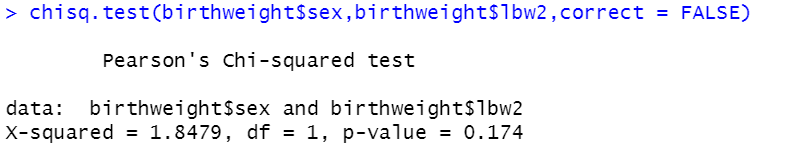 > chisq.test(birthweight$sex,birthweight$lbw2,correct = FALSE)
Pearson's Chi-squared test
data:  birthweight$sex and birthweight$lbw2
X-squared = 1.8479, df = 1, p-value = 0.174